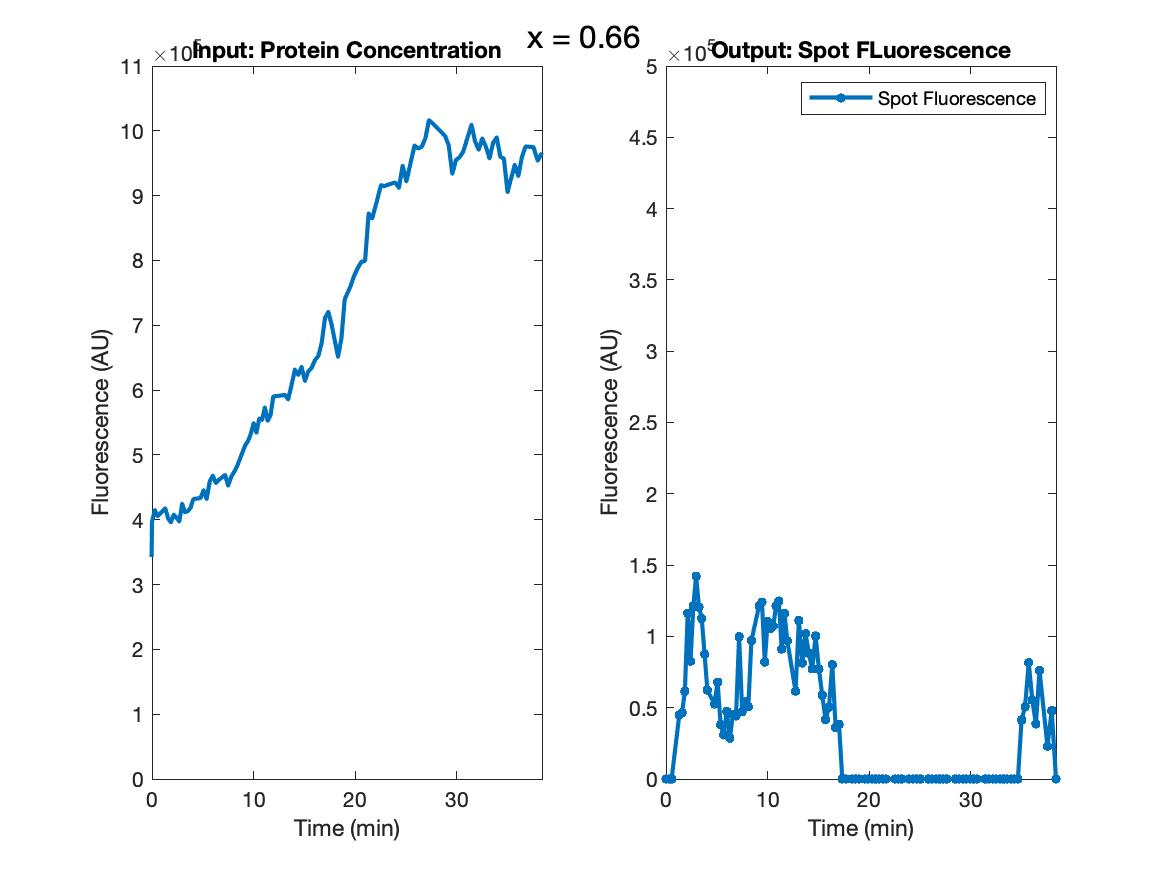 x = 0.66
×10⁵
Input: Protein Concentration
11
10
9
8
7
6
5
4
3
2
1
0
Fluorescence (AU)
0 10 20 30
Time (min)
×10⁵
Output: Spot FLuorescence
Spot Fluorescence
5
4.5
4
3.5
3
2.5
2
1.5
1
0.5
0
Fluorescence (AU)
0 10 20 30
Time (min)